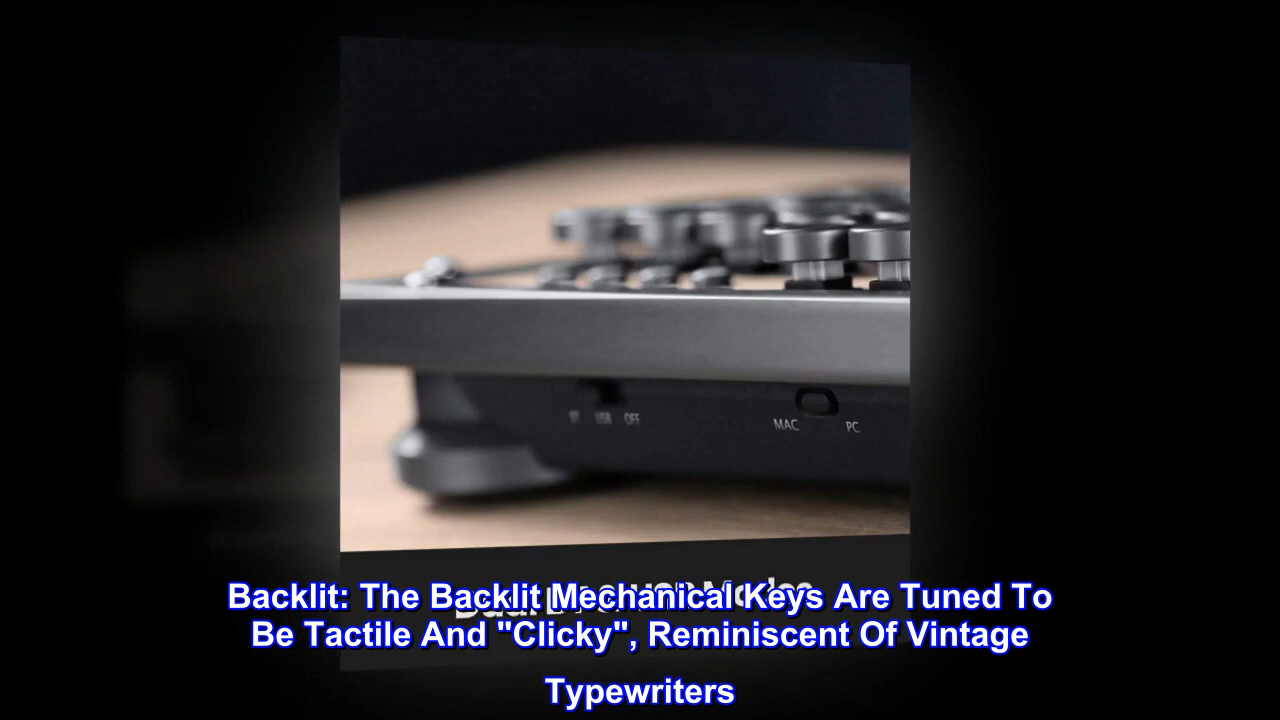 BT USB OFF
MAC PC
Backlit: The Backlit Mechanical Keys Are Tuned To
Be Tactile And "Clicky", Reminiscent Of Vintage
Typewriters